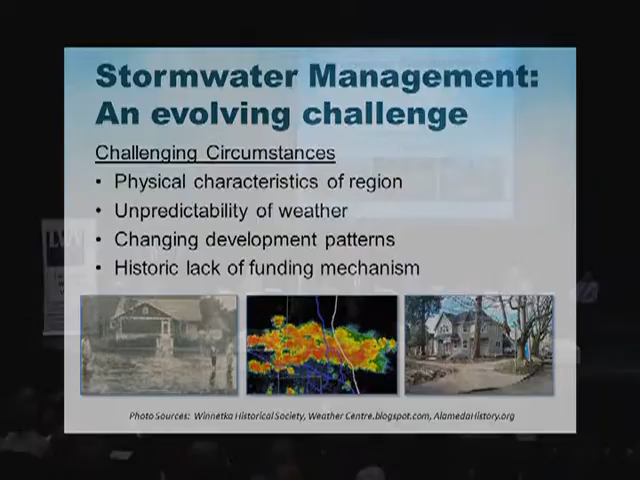 Stormwater Management:
An evolving challenge
Challenging Circumstances
• Physical characteristics of region
• Unpredictability of weather
• Changing development patterns
• Historic lack of funding mechanism
Photo Sources: Winnetka Historical Society, Weather Centre.blogspot.com, AlamedaHistory.org